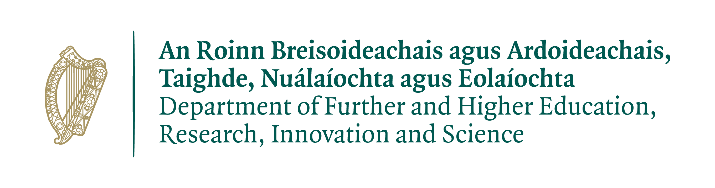 An Roinn Breisoideachais agus Ardoideachais,
Taighde, Nuálaíochta agus Eolaíochta
Department of Further and Higher Education,
Research, Innovation and Science